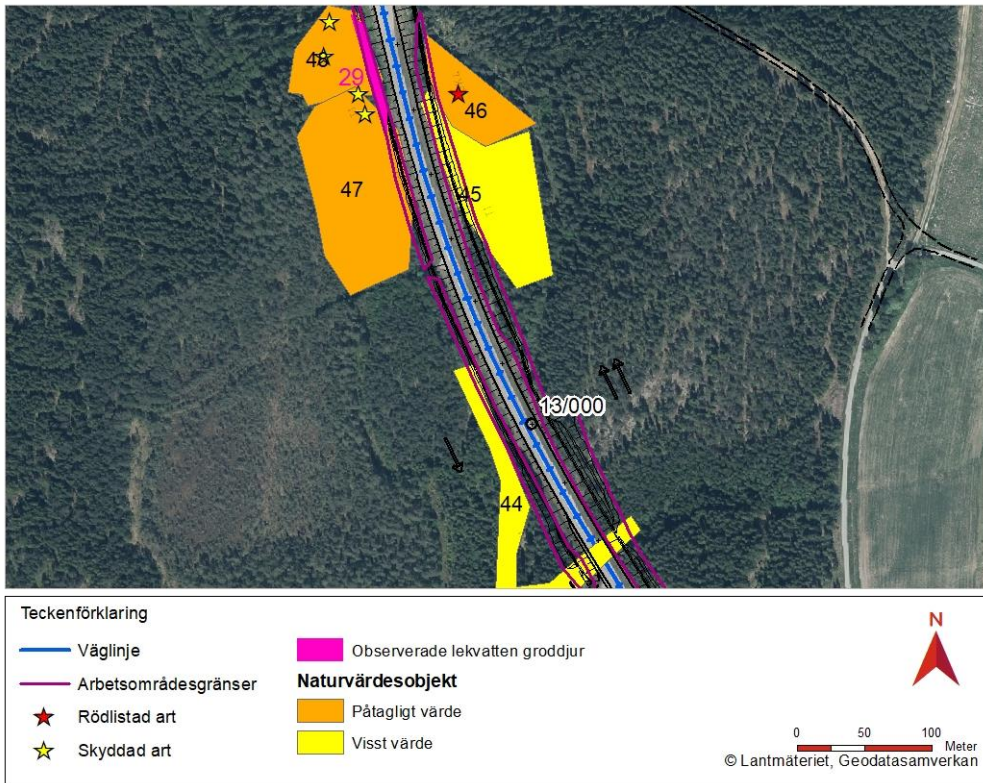 48
29
46
47
45
13/000
44
Teckenförklaring
Väglinje
Arbetsområdesgränser
Rödlistad art
Skyddad art
Observerade lekvatten groddjur
Naturvärdesobjekt
Påtagligt värde
Visst värde
N
0 50 100
Meter
© Lantmäteriet, Geodatasamverkan